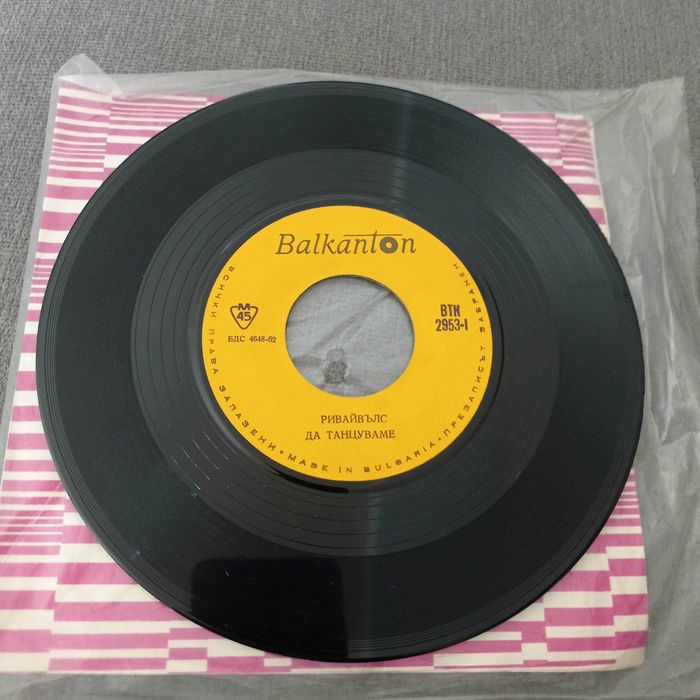 Balkanton
М
45
БДС 4648-62
ВТК
2953-I
РИВАЙВЪЛС
ДА ТАНЦУВАМЕ
ВСИЧКИ ПРАВА ЗАПАЗЕНИ • MADE IN BULGARIA • ПРЕЗАПИСЪТ ЗАБРАНЕН